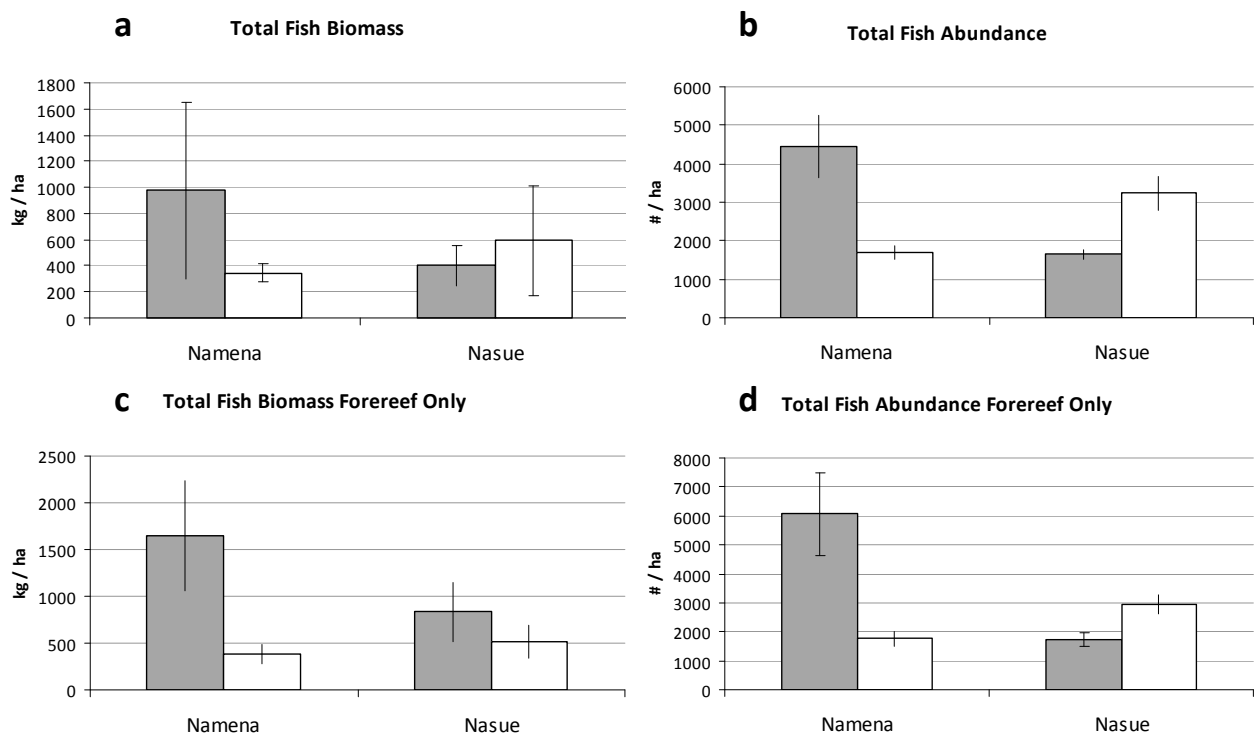 a Total Fish Biomass
1800
1600
1400
1200
1000
800
600
400
200
0
kg / ha
Namena Nasue
b Total Fish Abundance
6000
5000
4000
3000
2000
1000
0
# / ha
Namena Nasue
c Total Fish Biomass Forereef Only
2500
2000
1500
1000
500
0
kg / ha
Namena Nasue
d Total Fish Abundance Forereef Only
8000
7000
6000
5000
4000
3000
2000
1000
0
# / ha
Namena Nasue